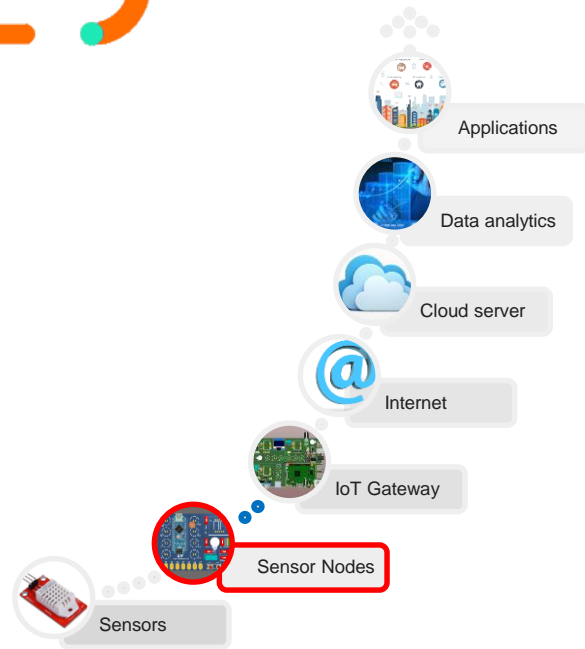 Applications
Data analytics
Cloud server
@
Internet
IoT Gateway
Sensor Nodes
Sensors